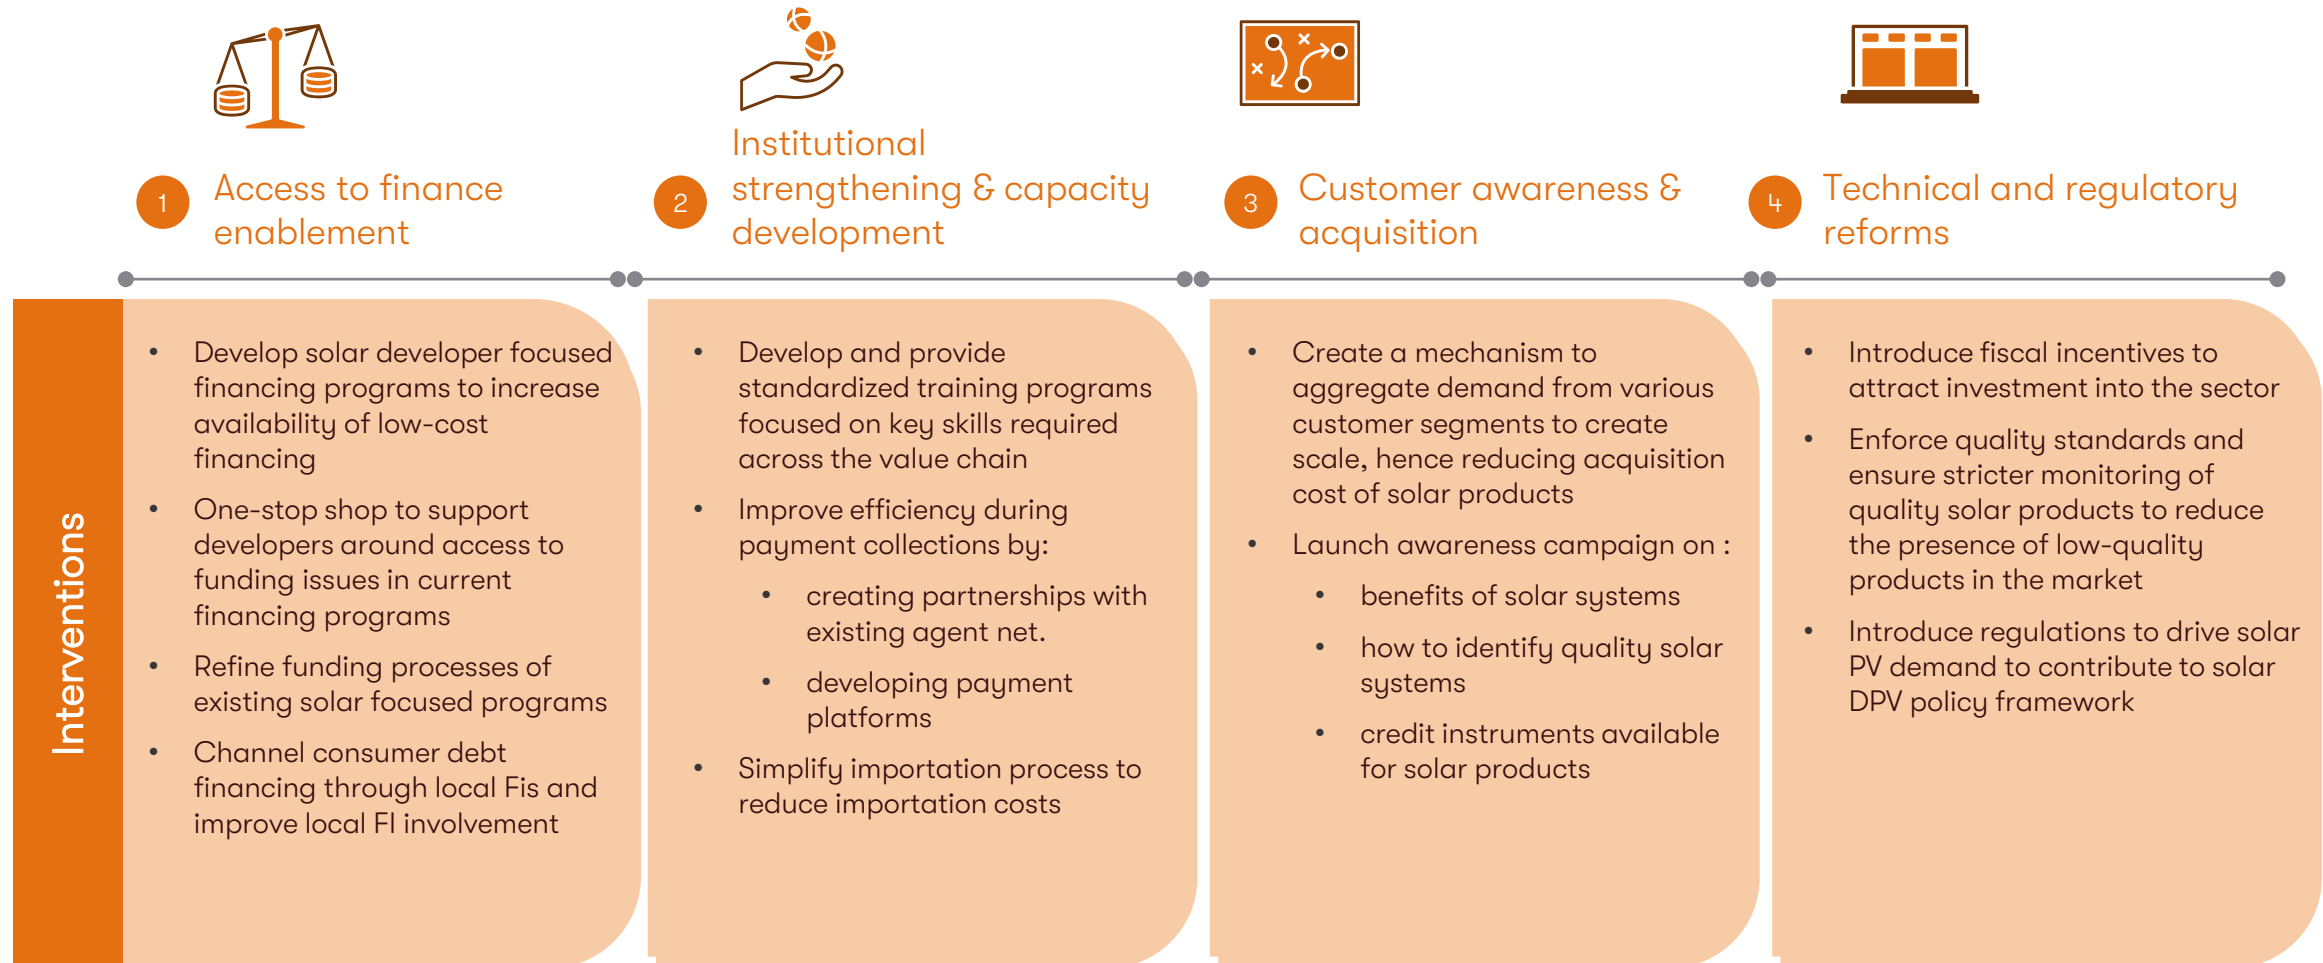 1
Access to finance
enablement
2
Institutional
strengthening & capacity
development
3
Customer awareness &
acquisition
4
Technical and regulatory
reforms
Interventions
• Develop solar developer focused
financing programs to increase
availability of low-cost
financing
• One-stop shop to support
developers around access to
funding issues in current
financing programs
• Refine funding processes of
existing solar focused programs
• Channel consumer debt
financing through local Fis and
improve local FI involvement
• Develop and provide
standardized training programs
focused on key skills required
across the value chain
• Improve efficiency during
payment collections by:
• creating partnerships with
existing agent net.
• developing payment
platforms
• Simplify importation process to
reduce importation costs
• Create a mechanism to
aggregate demand from various
customer segments to create
scale, hence reducing acquisition
cost of solar products
• Launch awareness campaign on :
• benefits of solar systems
• how to identify quality solar
systems
• credit instruments available
for solar products
• Introduce fiscal incentives to
attract investment into the sector
• Enforce quality standards and
ensure stricter monitoring of
quality solar products to reduce
the presence of low-quality
products in the market
• Introduce regulations to drive solar
PV demand to contribute to solar
DPV policy framework